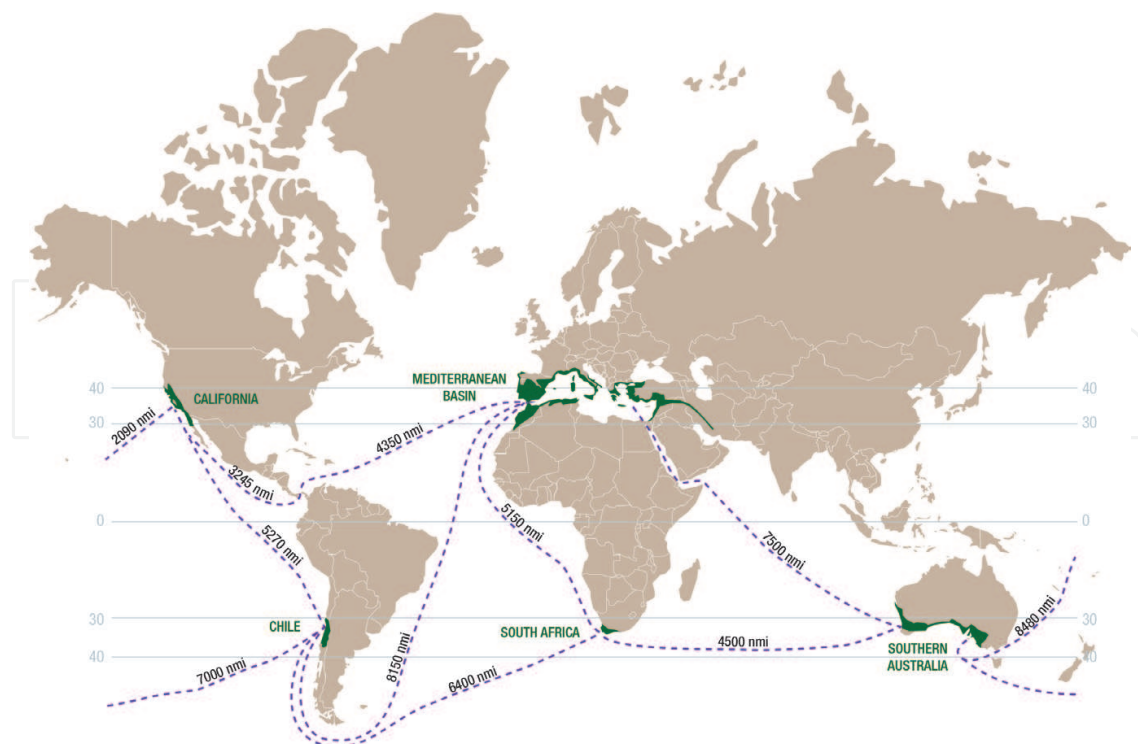 MEDITERRANEAN
BASIN
40
CALIFORNIA
40
30
30
2090 nmi
4350 nmi
3245 nmi
5150 nmi
0
0
5270 nmi
7500 nmi
30
30
CHILE
SOUTH AFRICA
8480 nmi
4500 nmi
SOUTHERN
AUSTRALIA
40
40
7000 nmi
8150 nmi
6400 nmi